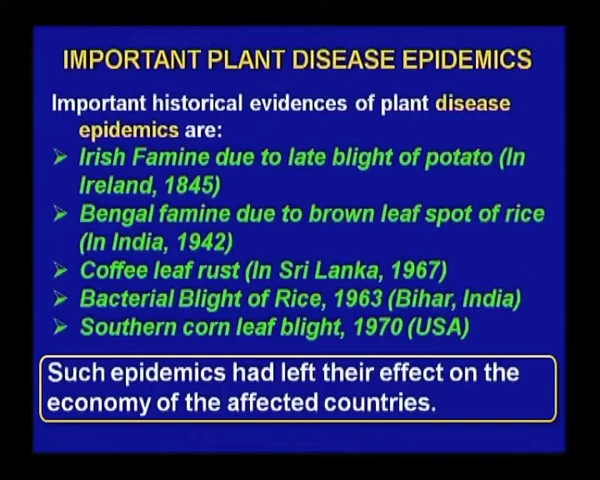 IMPORTANT PLANT DISEASE EPIDEMICS
Important historical evidences of plant disease
epidemics are:
➢ Irish Famine due to late blight of potato (In
Ireland, 1845)
➢ Bengal famine due to brown leaf spot of rice
(In India, 1942)
➢ Coffee leaf rust (In Sri Lanka, 1967)
➢ Bacterial Blight of Rice, 1963 (Bihar, India)
➢ Southern corn leaf blight, 1970 (USA)
Such epidemics had left their effect on the
economy of the affected countries.